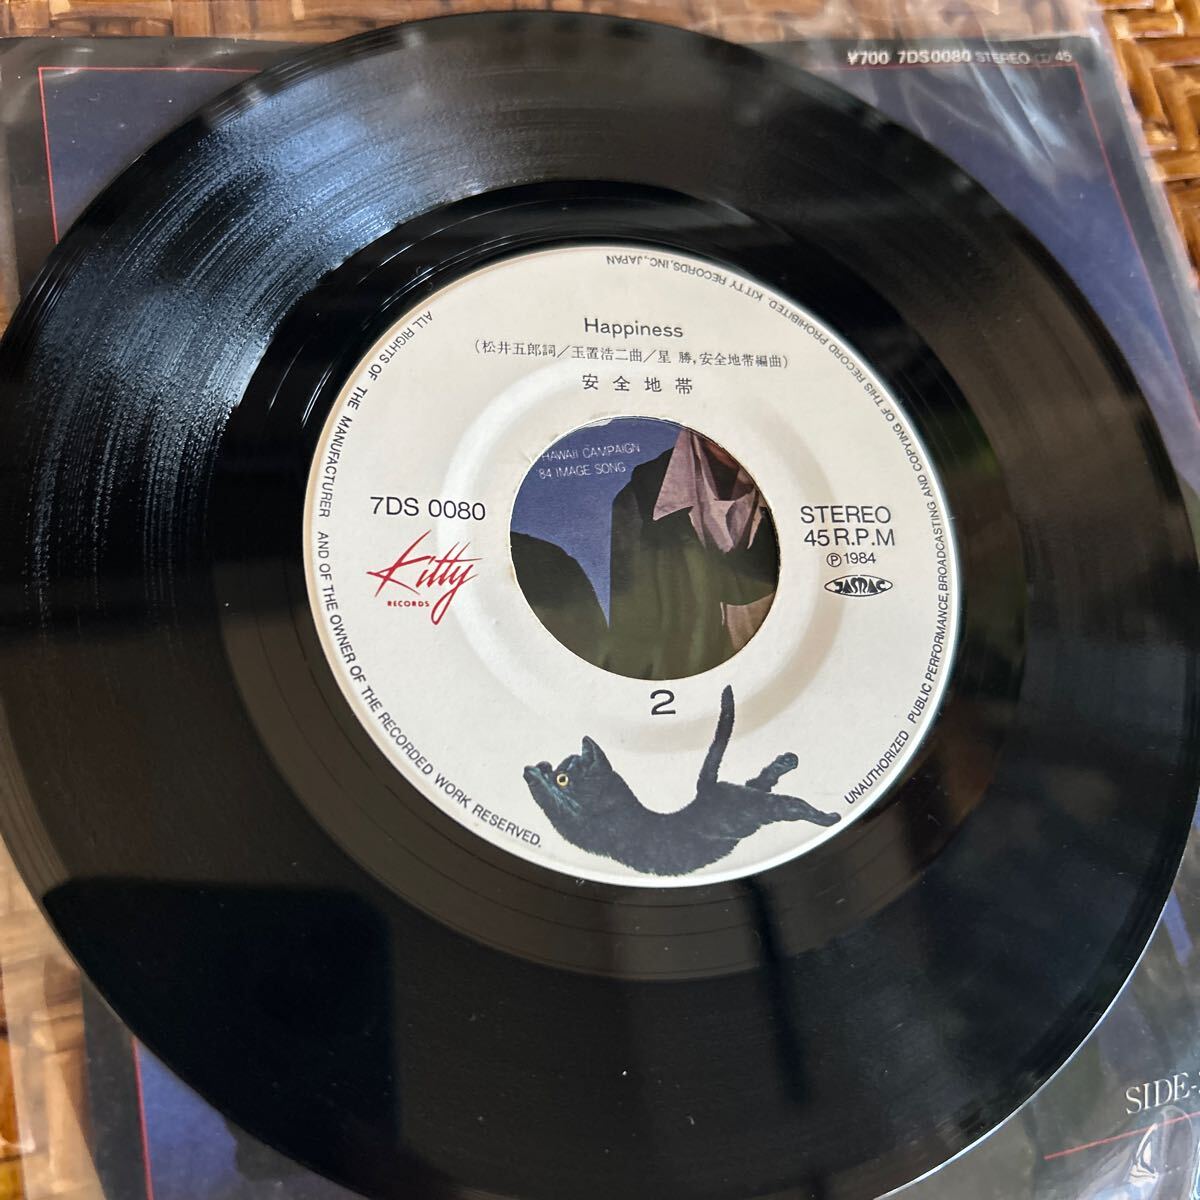 ¥700 7DS0080 STEREO 45
Happiness
(松井五郎詞/玉置浩二曲/星 勝,安全地帯編曲)
安全地帯
HAWAII CAMPAIGN
84 IMAGE SONG
7DS 0080
Kitty
RECORDS
STEREO
45 R.P.M
Ⓟ1984
JASRAC
2
ALL RIGHTS OF THE MANUFACTURER AND OF THE OWNER OF THE RECORDED WORK RESERVED.
UNAUTHORIZED PUBLIC PERFORMANCE, BROADCASTING AND COPYING OF THIS RECORD PROHIBITED. KITTY RECORDS, INC, JAPAN
SIDE-